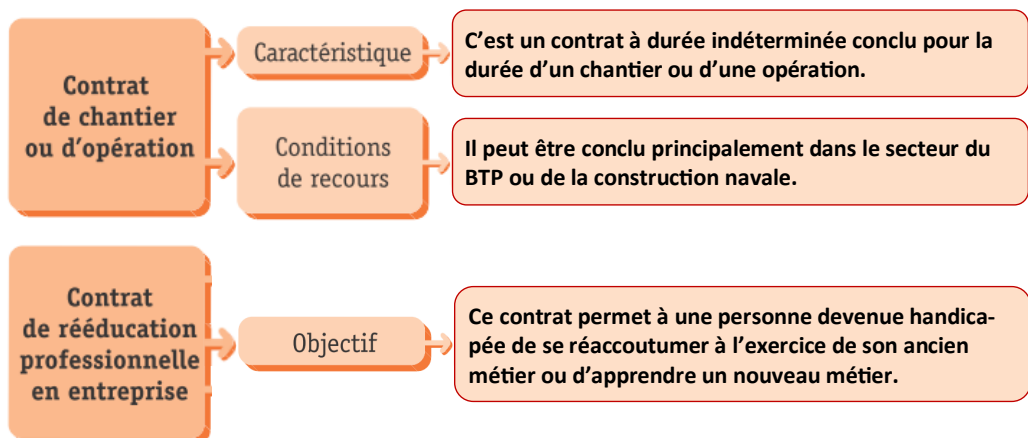 Contrat
de chantier
ou d'opération
Caractéristique
C'est un contrat à durée indéterminée conclu pour la
durée d'un chantier ou d'une opération.
Conditions
de recours
Il peut être conclu principalement dans le secteur du
BTP ou de la construction navale.
Contrat
de rééducation
professionnelle
en entreprise
Objectif
Ce contrat permet à une personne devenue handica-
pée de se réaccoutumer à l'exercice de son ancien
métier ou d'apprendre un nouveau métier.